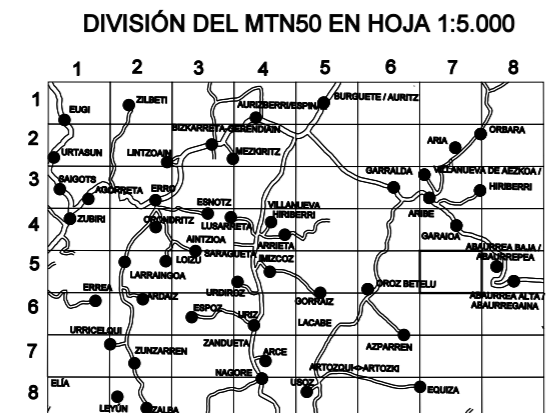 DIVISIÓN DEL MTN50 EN HOJA 1:5.000
1 2 3 4 5 6 7 8
1
ZILBETI
BURGUETE / AURITZ
AURIZBERRI/ESPINAL
EUGI
2
BIZKARRETA-GERENDIAIN
ORBARA
ARIA
URTASUN
LINTZOAIN
MEZKIRITZ
3
GARRALDA
VILLANUEVA DE AEZKOA /
HIRIBERRI
SAIGOTS
AGORRETA
ERRO
ESNOTZ
VILLANUEVA
HIRIBERRI
ARIBE
4
ZUBIRI
ORONDRITZ
LUSARRETA
GARAIOA
AINTZIOA
ARRIETA
ABAURREA BAJA /
ABAURREPEA
5
LOIZU
SARAGUETA
IMIZCOZ
LARRAINGOA
ERREA
ARDAIZ
URDIROZ
GORRAIZ
OROZ BETELU
ABAURREA ALTA /
ABAURREGAINA
6
ESPOZ
URIZ
LACABE
URRICELQUI
ZANDUETA
AZPARREN
7
ZUNZARREN
ARCE
NAGORE
ARTOZQUI<>ARTOZKI
ELÍA
USOZ
EQUIZA
8
LEYÚN
ZALBA